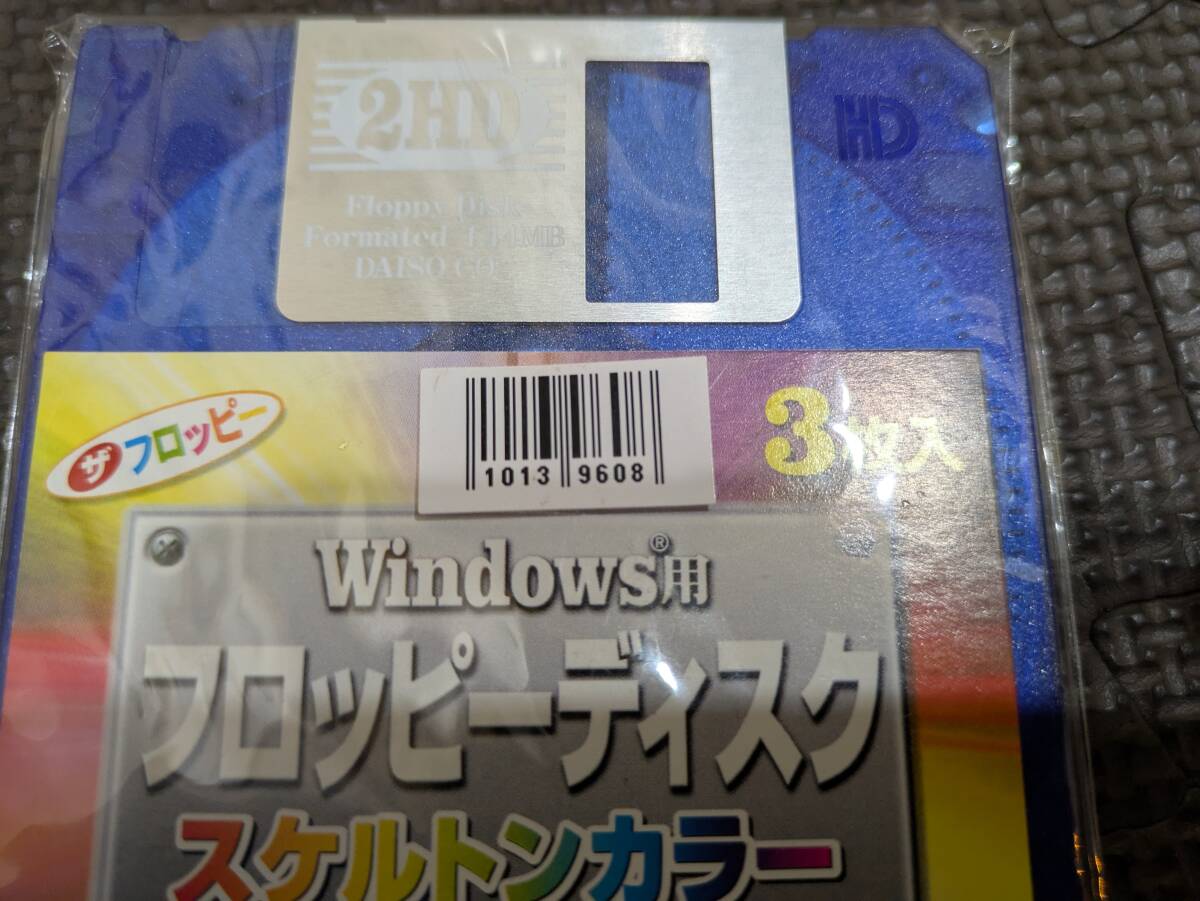 2HD
HD
Floppy Disk
Formated 1.44MB
DAISO CO
ザ フロッピー
1013 9608
3枚入
Windows®用
フロッピーディスク
スケルトンカラー